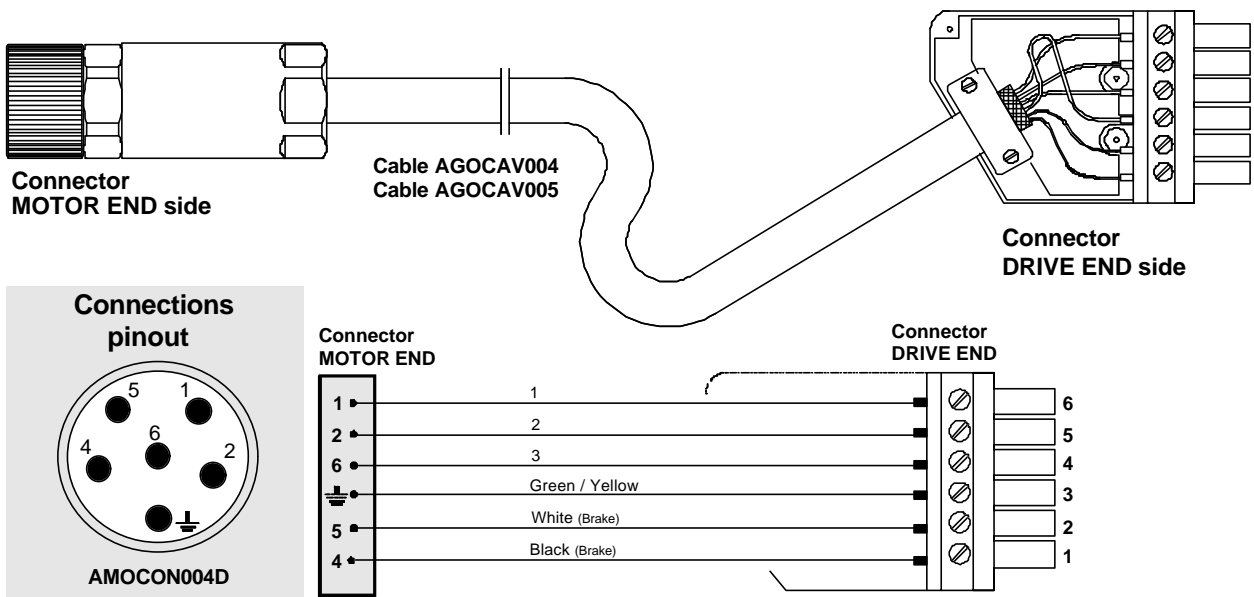 Connector
MOTOR END side
Cable AGOCAV004
Cable AGOCAV005
Connector
DRIVE END side
Connections
pinout
5
1
6
4
2
AMOCON004D
Connector
MOTOR END
Connector
DRIVE END
1 1 6
2 2 5
6 3 4
Green / Yellow 3
5 White (Brake) 2
4 Black (Brake) 1